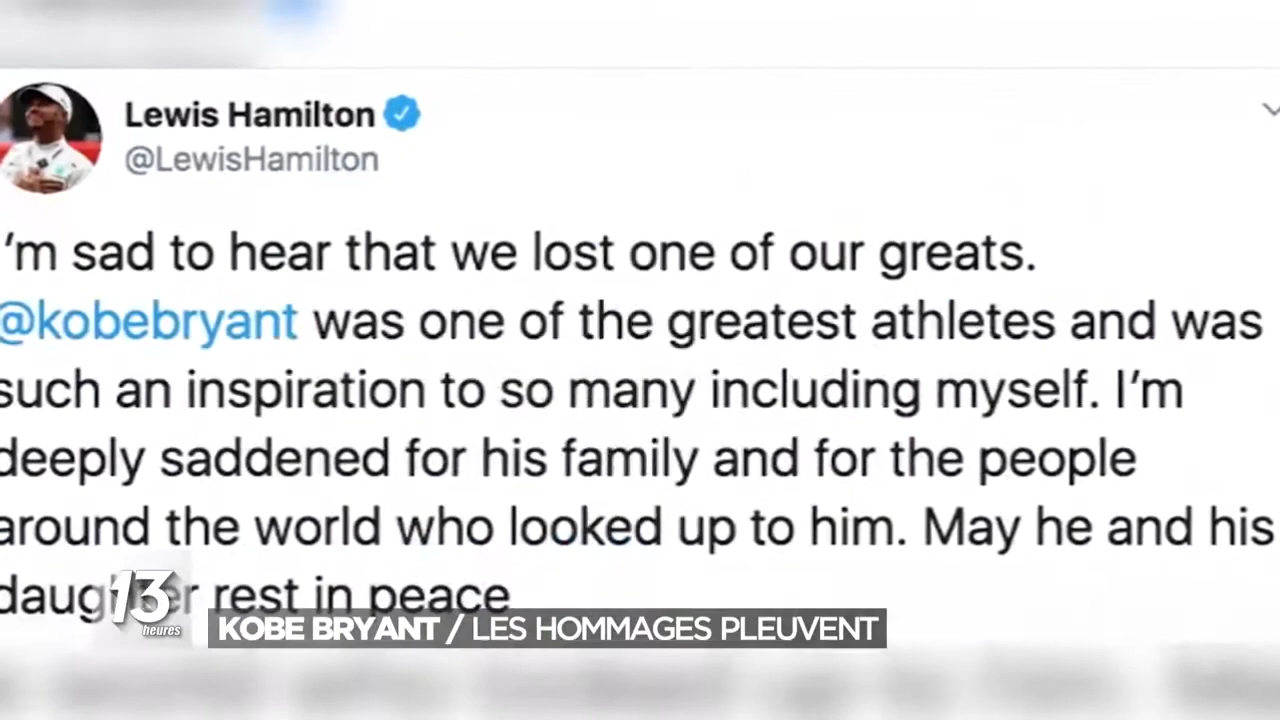 Lewis Hamilton
@LewisHamilton
'm sad to hear that we lost one of our greats.
@kobebryant was one of the greatest athletes and was
such an inspiration to so many including myself. I'm
deeply saddened for his family and for the people
around the world who looked up to him. May he and his
daughter rest in peace
13
heures
KOBE BRYANT / LES HOMMAGES PLEUVENT